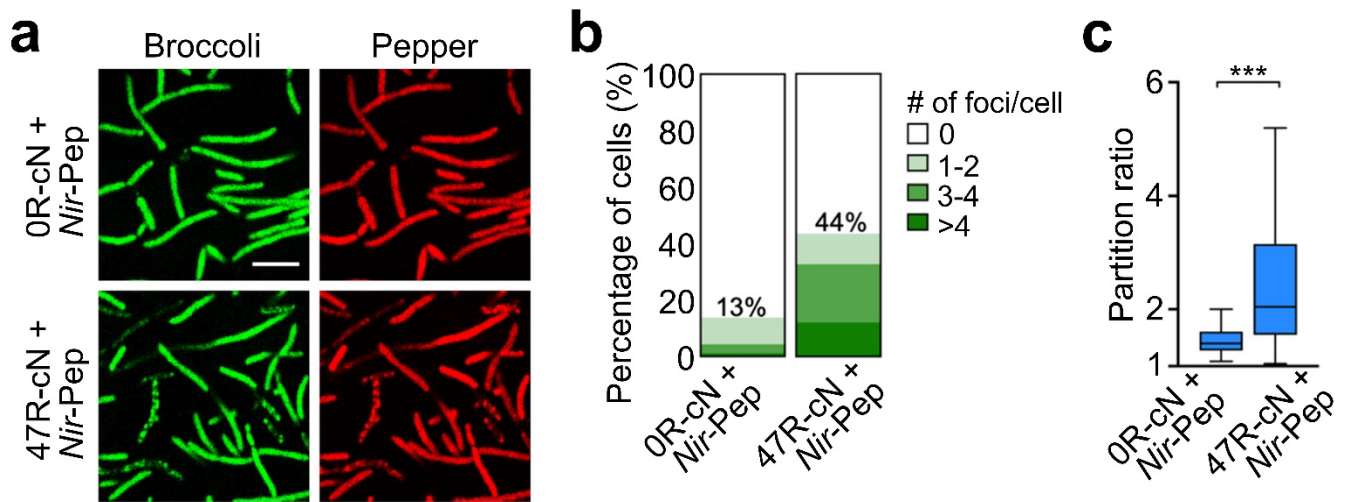 a
Broccoli
Pepper
0R-cN +
Nir-Pep
47R-cN +
Nir-Pep
b
Percentage of cells (%)
100
80
60
40
20
0
13%
44%
0R-cN +
Nir-Pep
47R-cN +
Nir-Pep
# of foci/cell
0
1-2
3-4
>4
c
Partition ratio
6
4
2
1
***
0R-cN +
Nir-Pep
47R-cN +
Nir-Pep